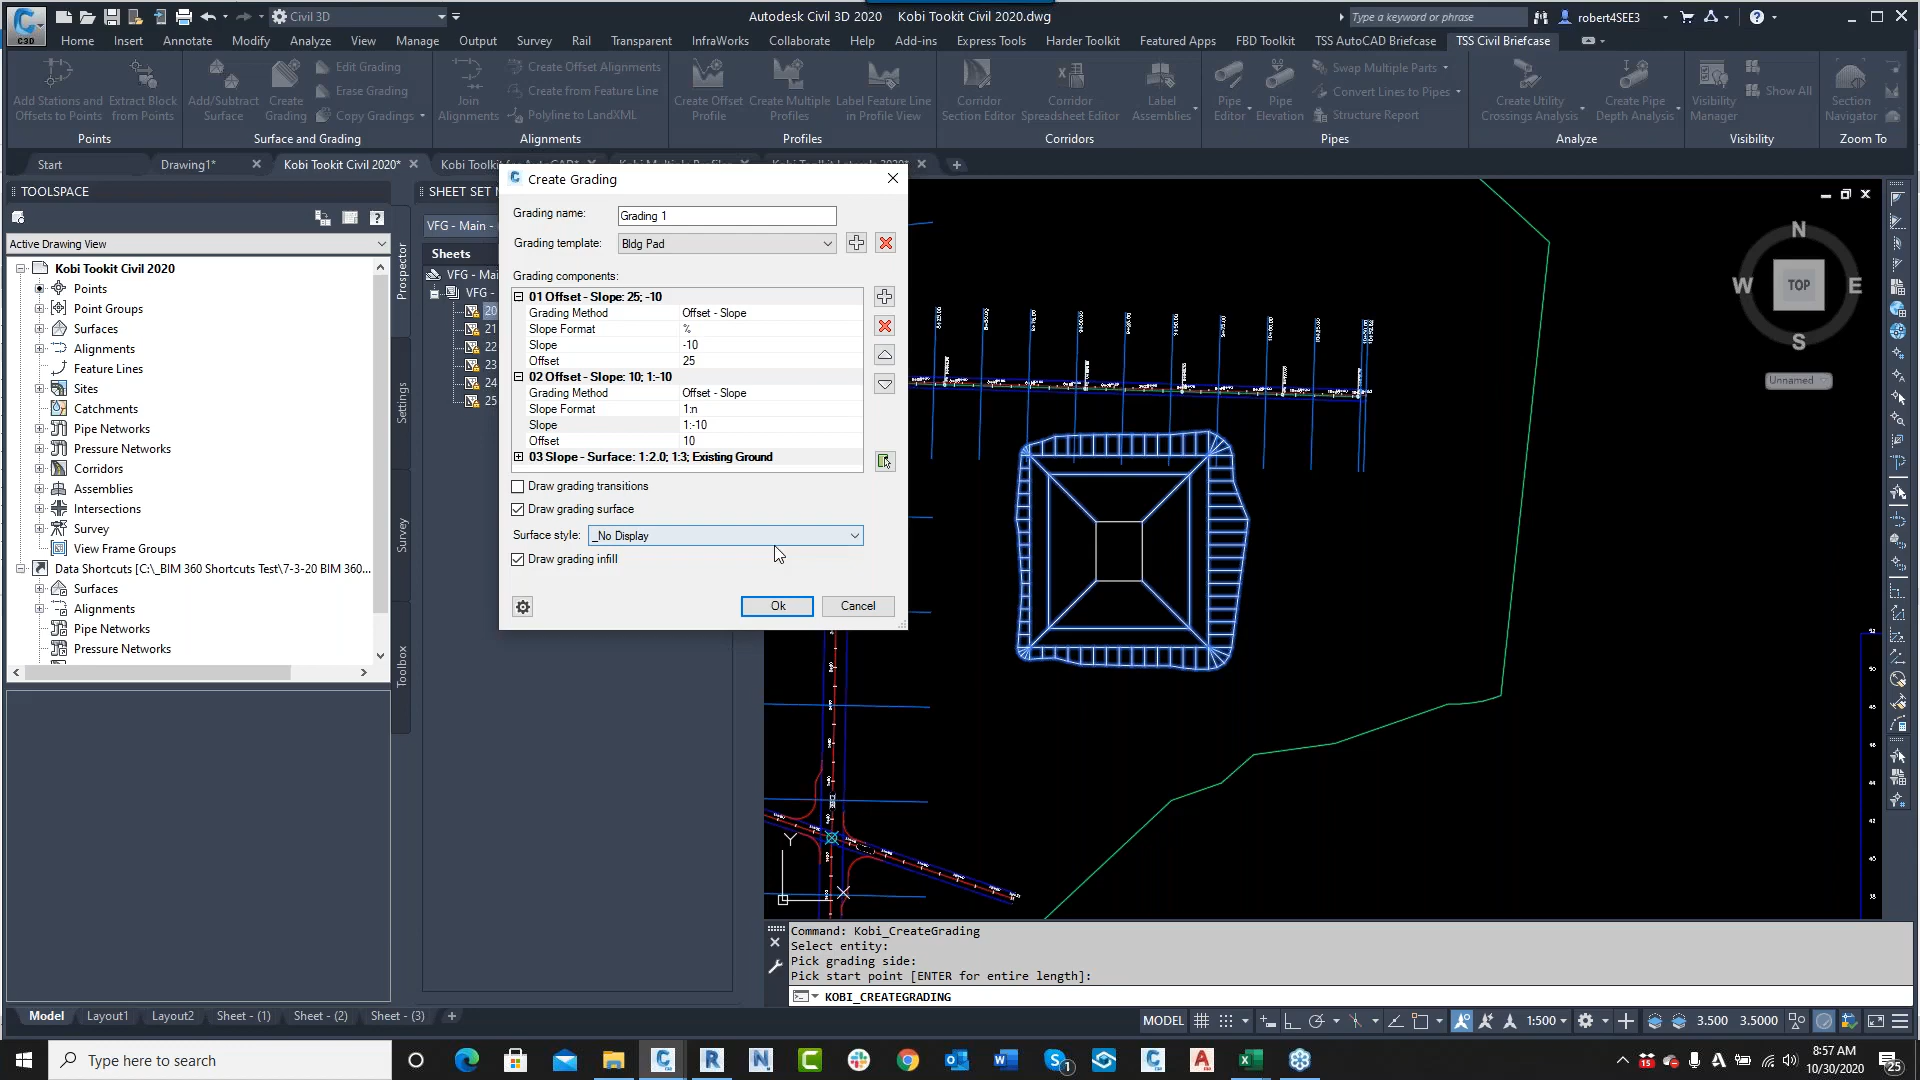 Civil 3D
Autodesk Civil 3D 2020 Kobi Tookit Civil 2020.dwg
Type a keyword or phrase
robert4SEE3
C3D
Home Insert Annotate Modify Analyze View Manage Output Survey Rail Transparent InfraWorks Collaborate Help Add-ins Express Tools Harder Toolkit Featured Apps FBD Toolkit TSS AutoCAD Briefcase TSS Civil Briefcase
Add Stations and Offsets to Points
Extract Block from Points
Points
Add/Subtract Surface
Create Grading
Edit Grading
Erase Grading
Copy Gradings
Surface and Grading
Join Alignments
Create Offset Alignments
Create from Feature Line
Polyline to LandXML
Alignments
Create Offset Profile
Create Multiple Profiles
Label Feature Line in Profile View
Profiles
Corridor Section Editor
Corridor Spreadsheet Editor
Label Assemblies
Corridors
Pipe Editor
Pipe Elevation
Swap Multiple Parts
Convert Lines to Pipes
Structure Report
Pipes
Create Utility Crossings Analysis
Create Pipe Depth Analysis
Analyze
Visibility Manager
Show All
Visibility
Section Navigator
Zoom To
Start
Drawing1*
Kobi Tookit Civil 2020*
TOOLSPACE
Active Drawing View
Kobi Tookit Civil 2020
Points
Point Groups
Surfaces
Alignments
Feature Lines
Sites
Catchments
Pipe Networks
Pressure Networks
Corridors
Assemblies
Intersections
Survey
View Frame Groups
Data Shortcuts [C:\_BIM 360 Shortcuts Test\7-3-20 BIM 360...
Surfaces
Alignments
Pipe Networks
Pressure Networks
Prospector
Settings
Survey
Toolbox
SHEET SET M
VFG - Main -
Sheets
VFG - Mai
VFG -
20
21
22
23
24
25
Create Grading
Grading name: Grading 1
Grading template: Bldg Pad
Grading components:
01 Offset - Slope: 25; -10
Grading Method Offset - Slope
Slope Format %
Slope -10
Offset 25
02 Offset - Slope: 10; 1:-10
Grading Method Offset - Slope
Slope Format 1:n
Slope 1:-10
Offset 10
03 Slope - Surface: 1:2.0; 1:3; Existing Ground
Draw grading transitions
Draw grading surface
Surface style: _No Display
Draw grading infill
Ok
Cancel
N
W TOP E
S
Unnamed
Y
X
Command: Kobi_CreateGrading
Select entity:
Pick grading side:
Pick start point [ENTER for entire length]:
KOBI_CREATEGRADING
Model Layout1 Layout2 Sheet - (1) Sheet - (2) Sheet - (3)
MODEL
1:500
3.500 3.5000
Type here to search
8:57 AM
10/30/2020
25